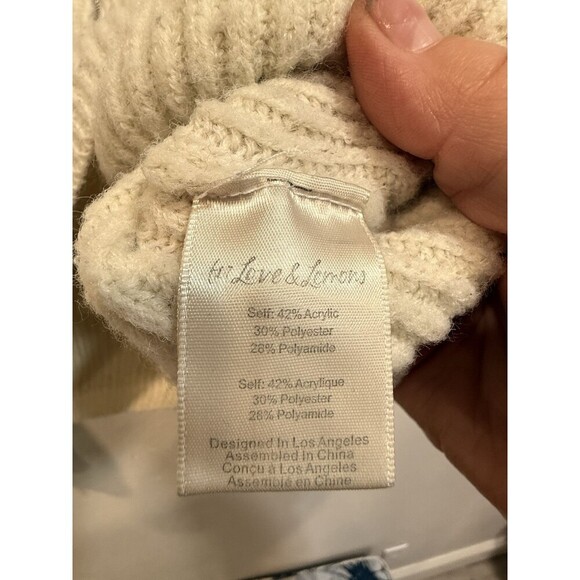 for Love & Lemons
Self: 42% Acrylic
30% Polyester
28% Polyamide
Self: 42% Acrylique
30% Polyester
28% Polyamide
Designed In Los Angeles
Assembled In China
Conçu a Los Angeles
Assemblé en Chine